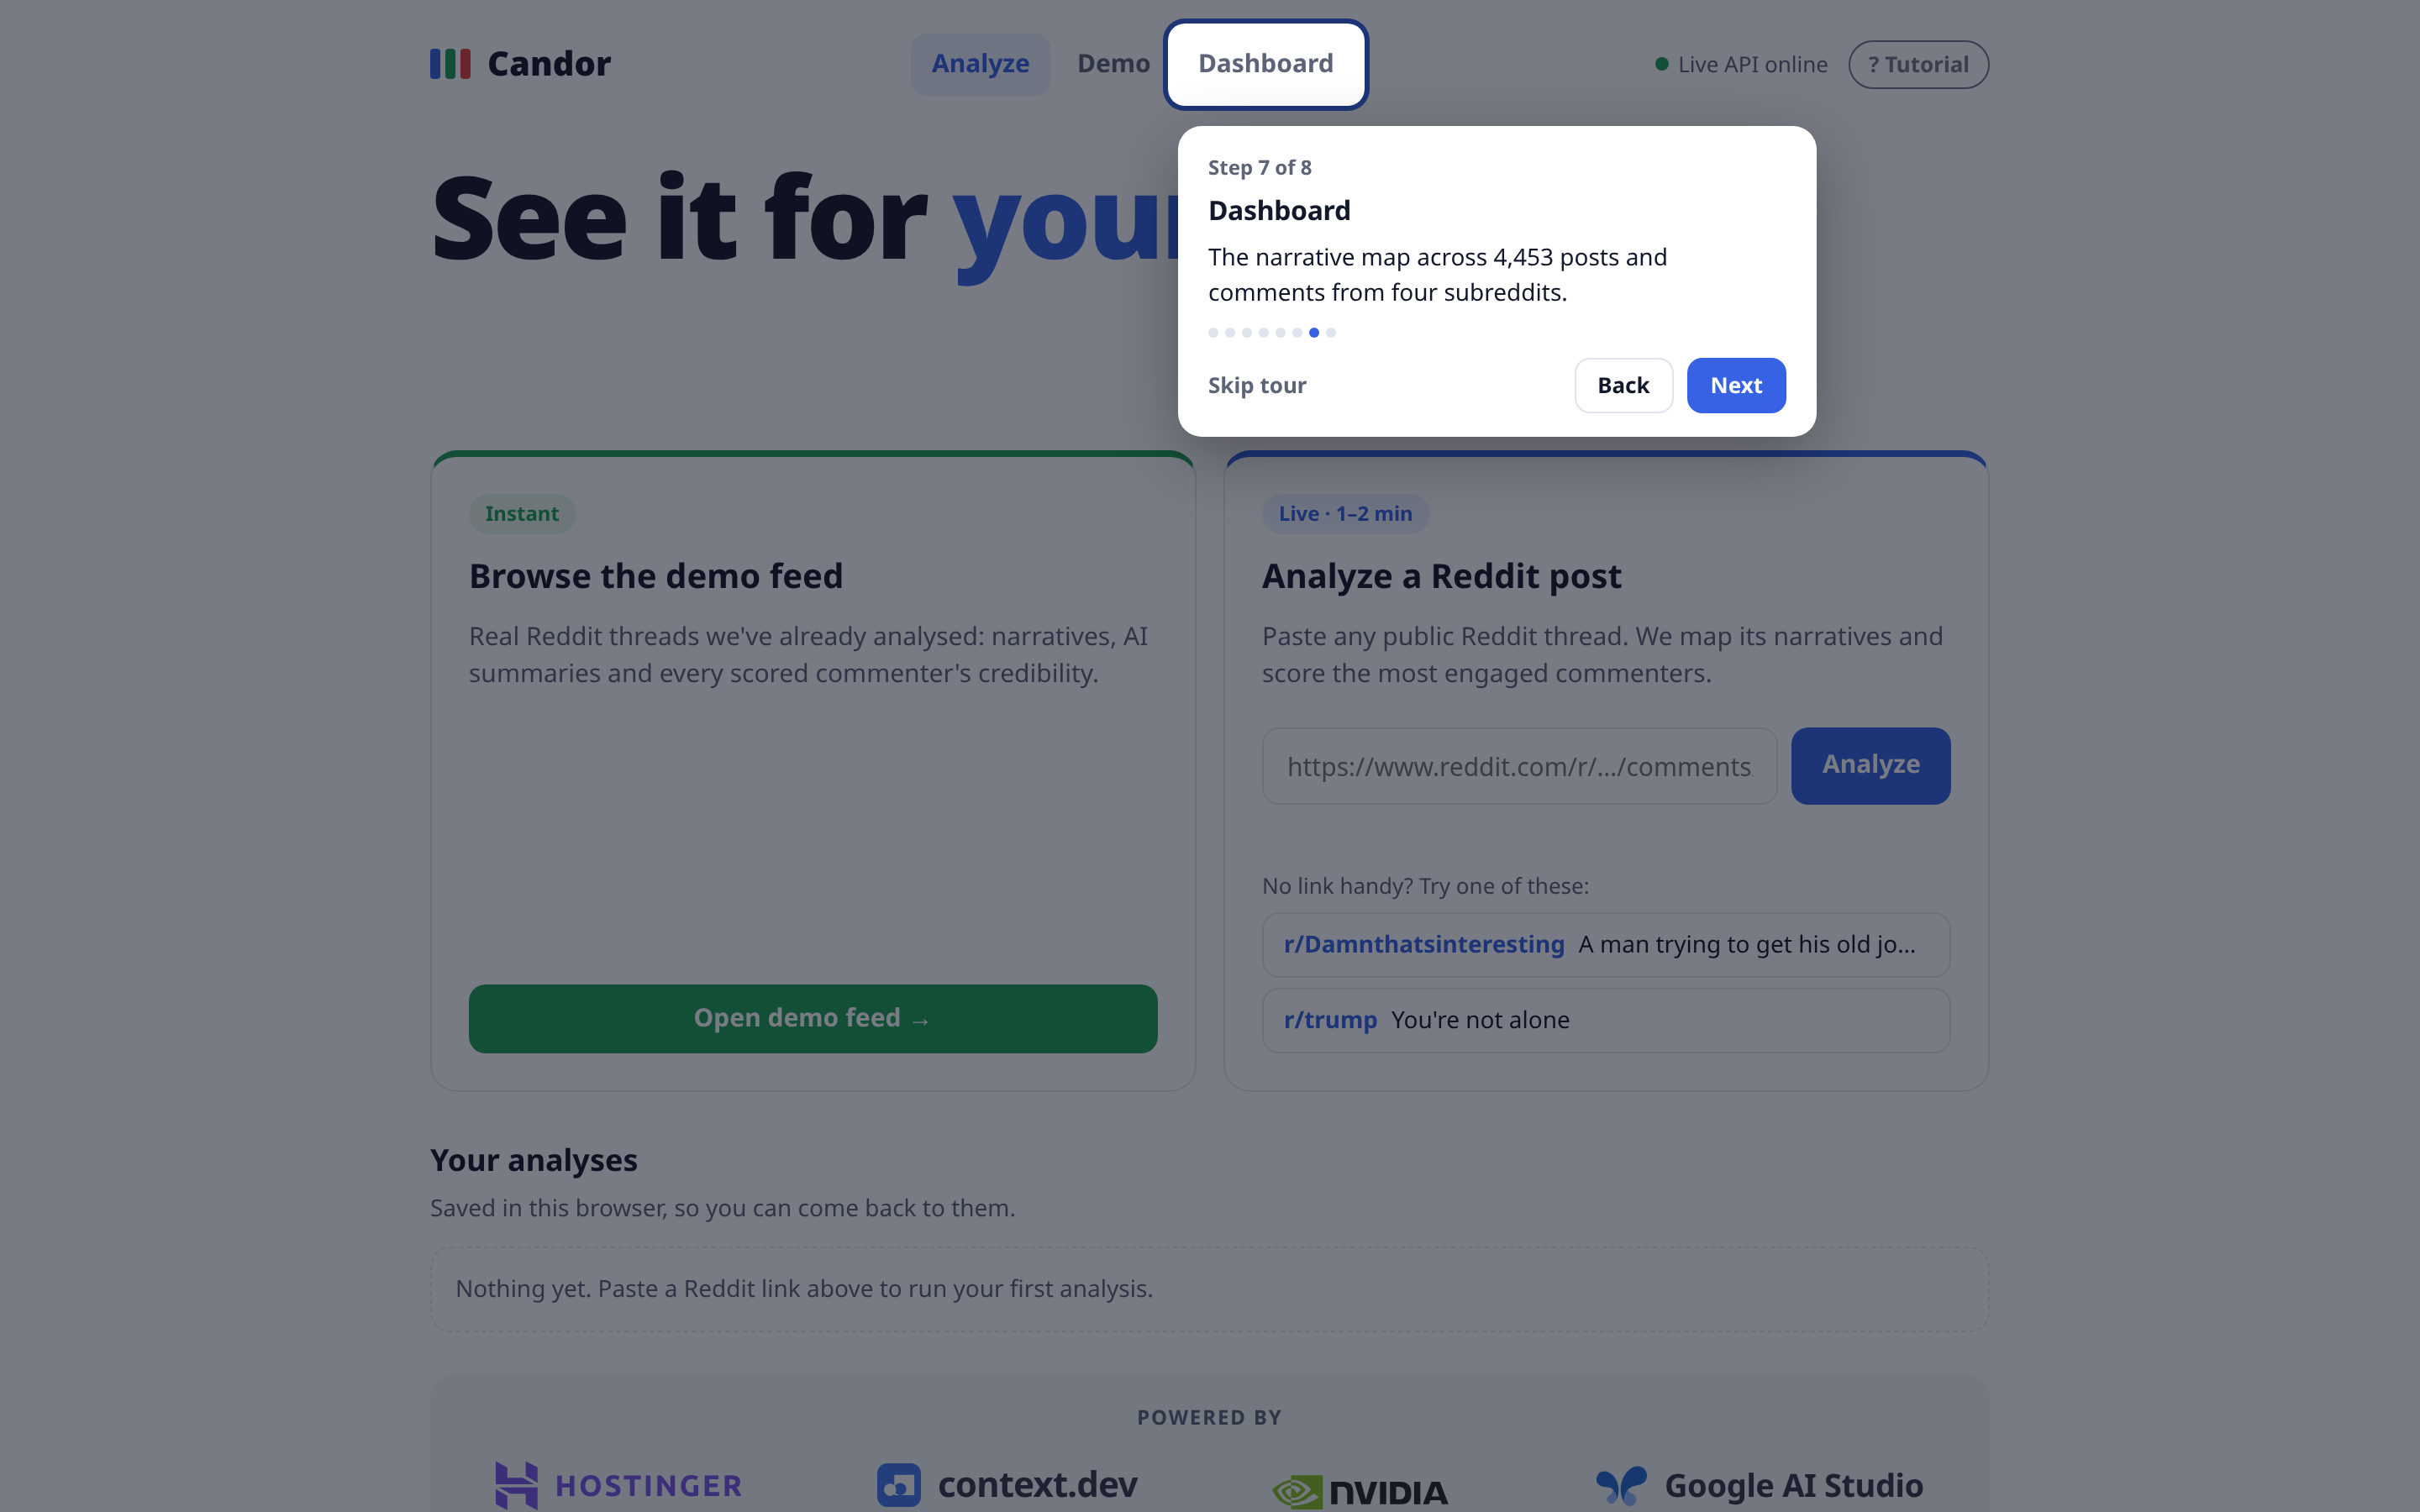 Candor
Analyze
Demo
Dashboard
Live API online
? Tutorial
See it for
Step 7 of 8
Dashboard
The narrative map across 4,453 posts and
comments from four subreddits.
Skip tour
Back
Next
Instant
Browse the demo feed
Real Reddit threads we've already analysed: narratives, AI
summaries and every scored commenter's credibility.
Open demo feed →
Live · 1–2 min
Analyze a Reddit post
Paste any public Reddit thread. We map its narratives and
score the most engaged commenters.
https://www.reddit.com/r/.../comments
Analyze
No link handy? Try one of these:
r/Damnthatsinteresting A man trying to get his old jo...
r/trump You're not alone
Your analyses
Saved in this browser, so you can come back to them.
Nothing yet. Paste a Reddit link above to run your first analysis.
POWERED BY
HOSTINGER
context.dev
NVIDIA
Google AI Studio